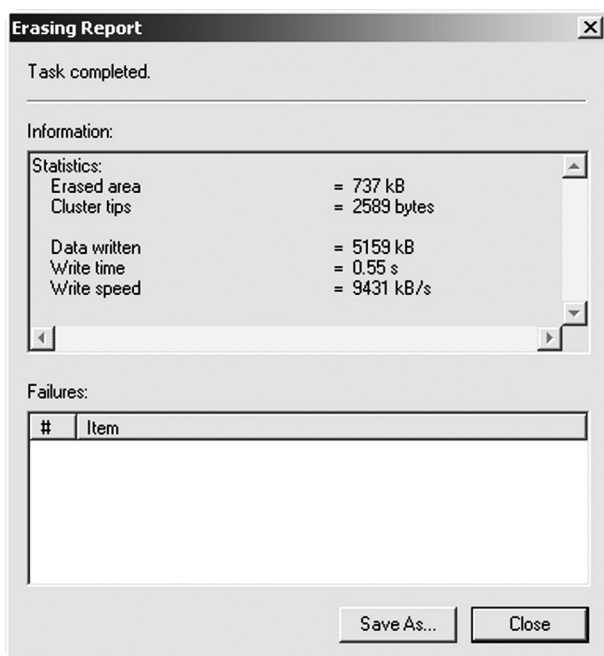 Erasing Report
Task completed.
Information:
Statistics:
Erased area = 737 kB
Cluster tips = 2589 bytes
Data written = 5159 kB
Write time = 0.55 s
Write speed = 9431 kB/s
Failures:
# Item
Save As... Close